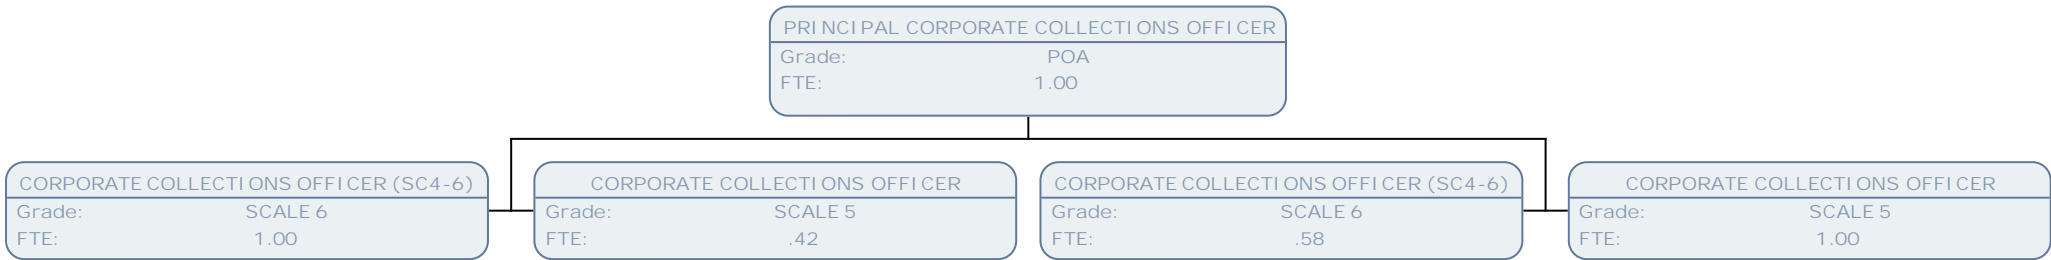 PRINCIPAL CORPORATE COLLECTIONS OFFICER
Grade: POA
FTE: 1.00
CORPORATE COLLECTIONS OFFICER (SC4-6)
Grade: SCALE 6
FTE: 1.00
CORPORATE COLLECTIONS OFFICER
Grade: SCALE 5
FTE: .42
CORPORATE COLLECTIONS OFFICER (SC4-6)
Grade: SCALE 6
FTE: .58
CORPORATE COLLECTIONS OFFICER
Grade: SCALE 5
FTE: 1.00